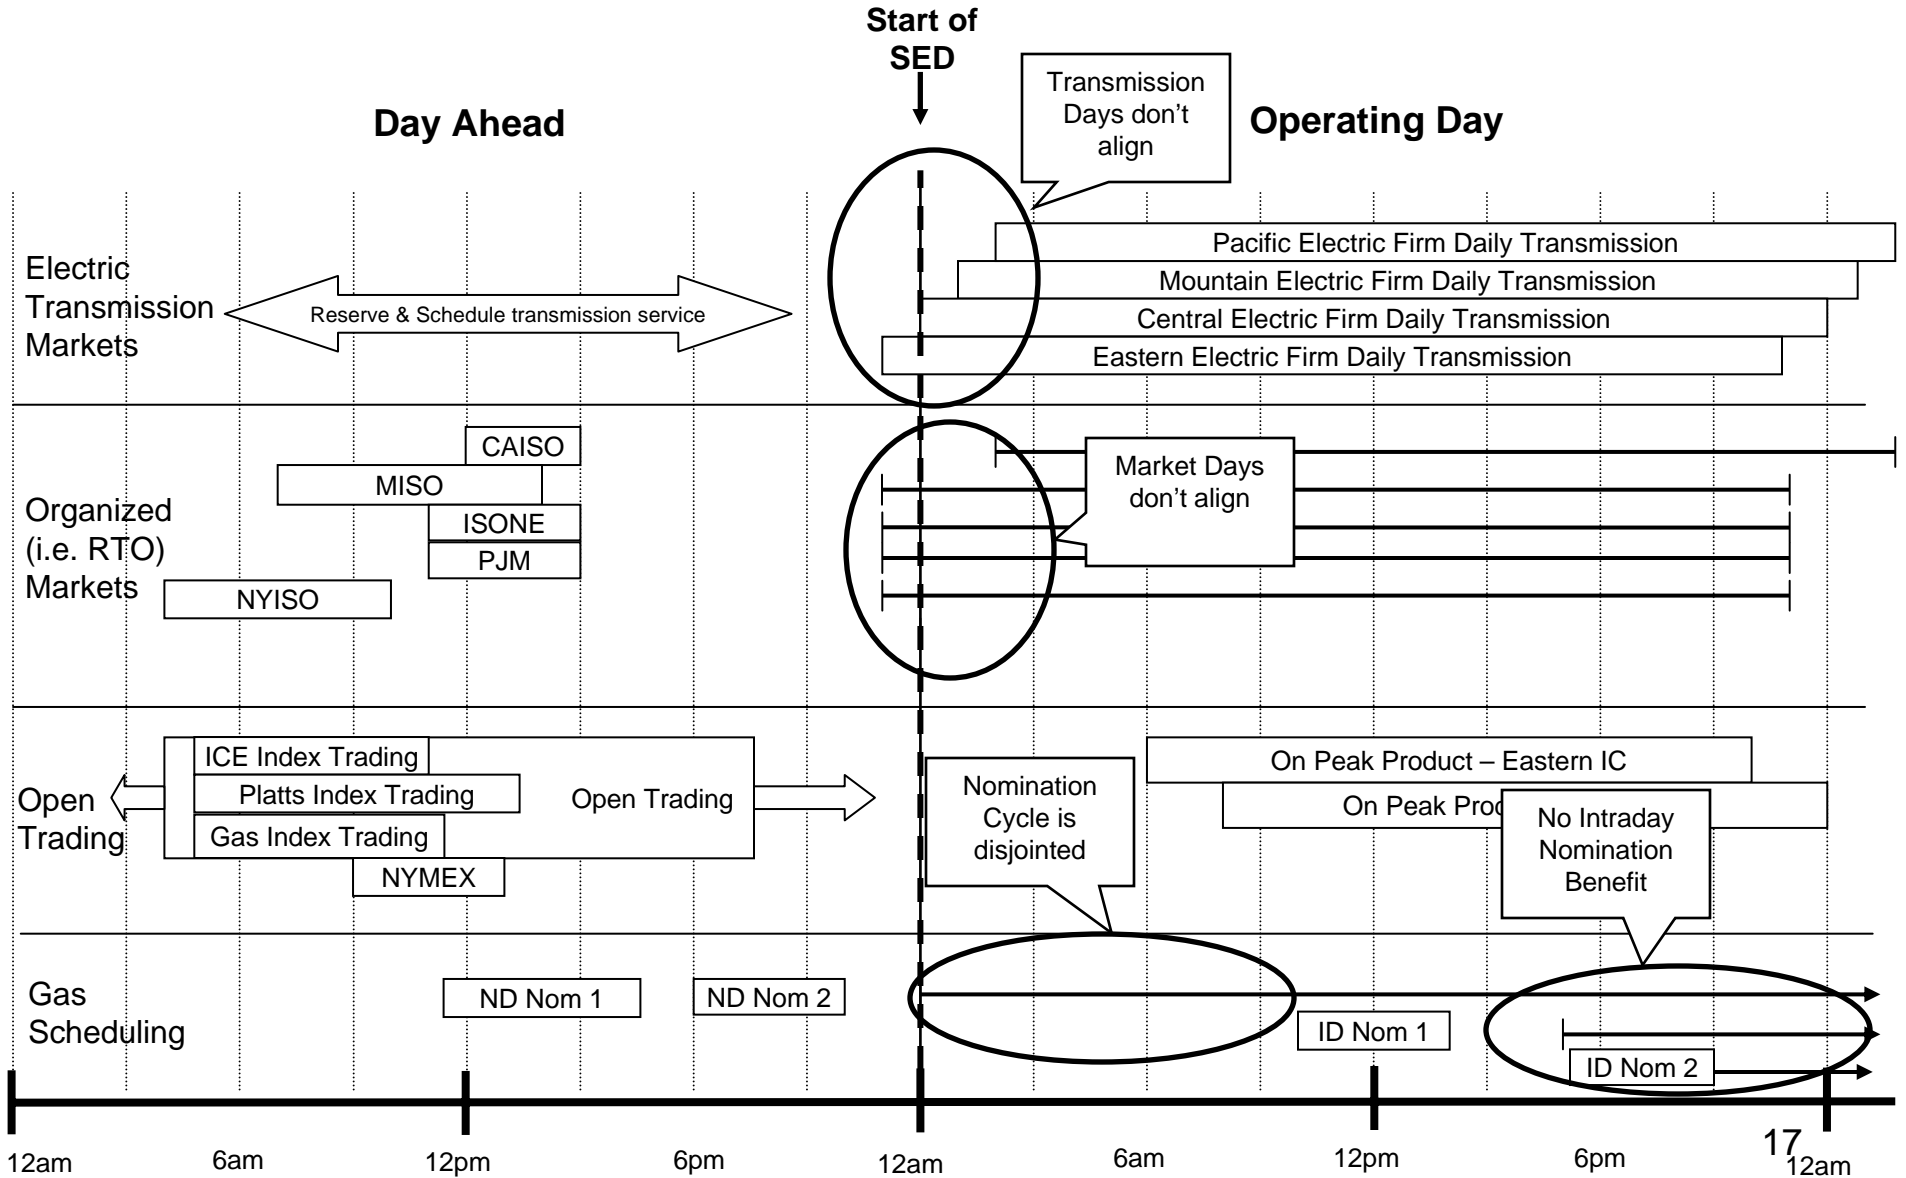 Start of
SED
Day Ahead
Transmission
Days don't
align
Operating Day
Electric
Transmission
Markets
Reserve & Schedule transmission service
Pacific Electric Firm Daily Transmission
Mountain Electric Firm Daily Transmission
Central Electric Firm Daily Transmission
Eastern Electric Firm Daily Transmission
Organized
(i.e. RTO)
Markets
CAISO
MISO
ISONE
PJM
NYISO
Market Days
don't align
Open
Trading
ICE Index Trading
Platts Index Trading
Gas Index Trading
Open Trading
NYMEX
On Peak Product – Eastern IC
On Peak
Nomination
Cycle is
disjointed
No Intraday
Nomination
Benefit
Gas
Scheduling
ND Nom 1
ND Nom 2
ID Nom 1
ID Nom 2
12am
6am
12pm
6pm
12am
6am
12pm
6pm
12am
17